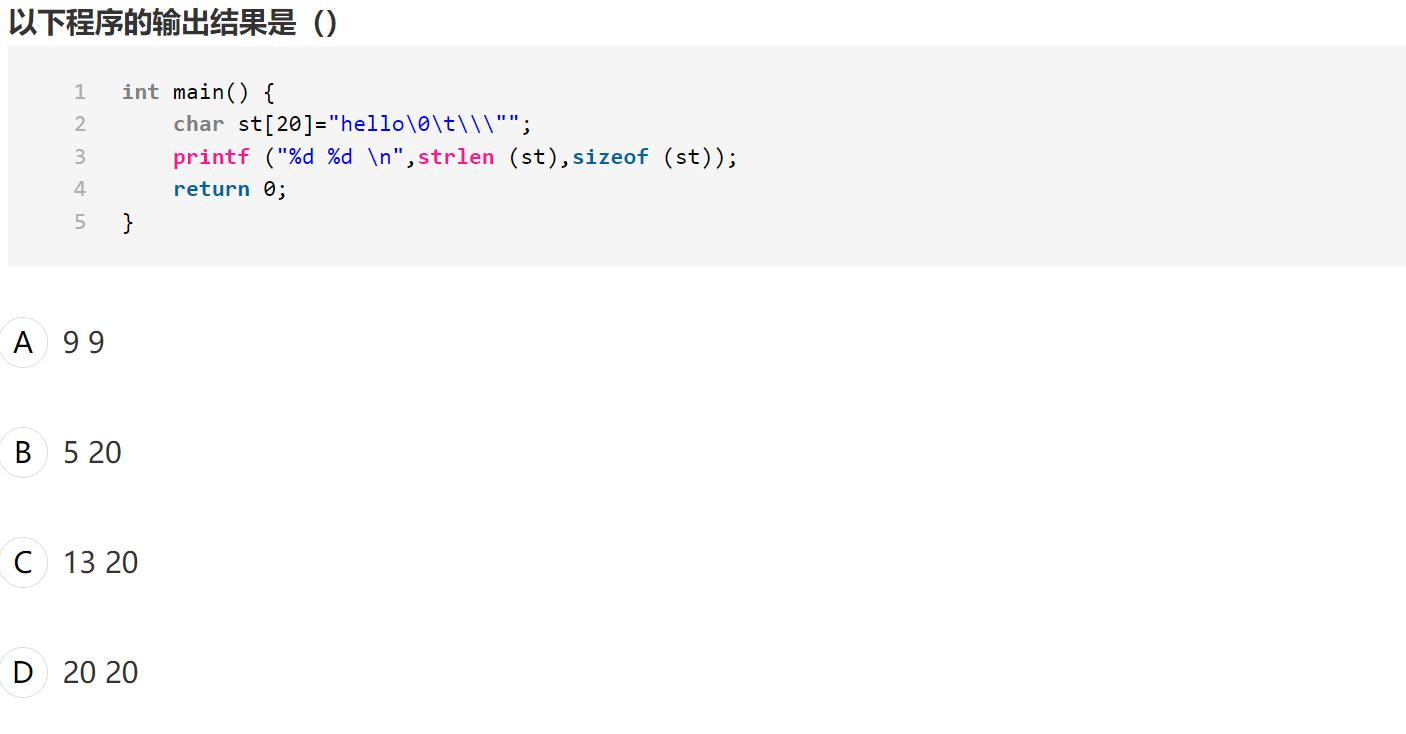 以下程序的输出结果是（）
1 int main() {
2 char st[20]="hello\0\t\\\"";
3 printf ("%d %d \n",strlen (st),sizeof (st));
4 return 0;
5 }
A 9 9
B 5 20
C 13 20
D 20 20